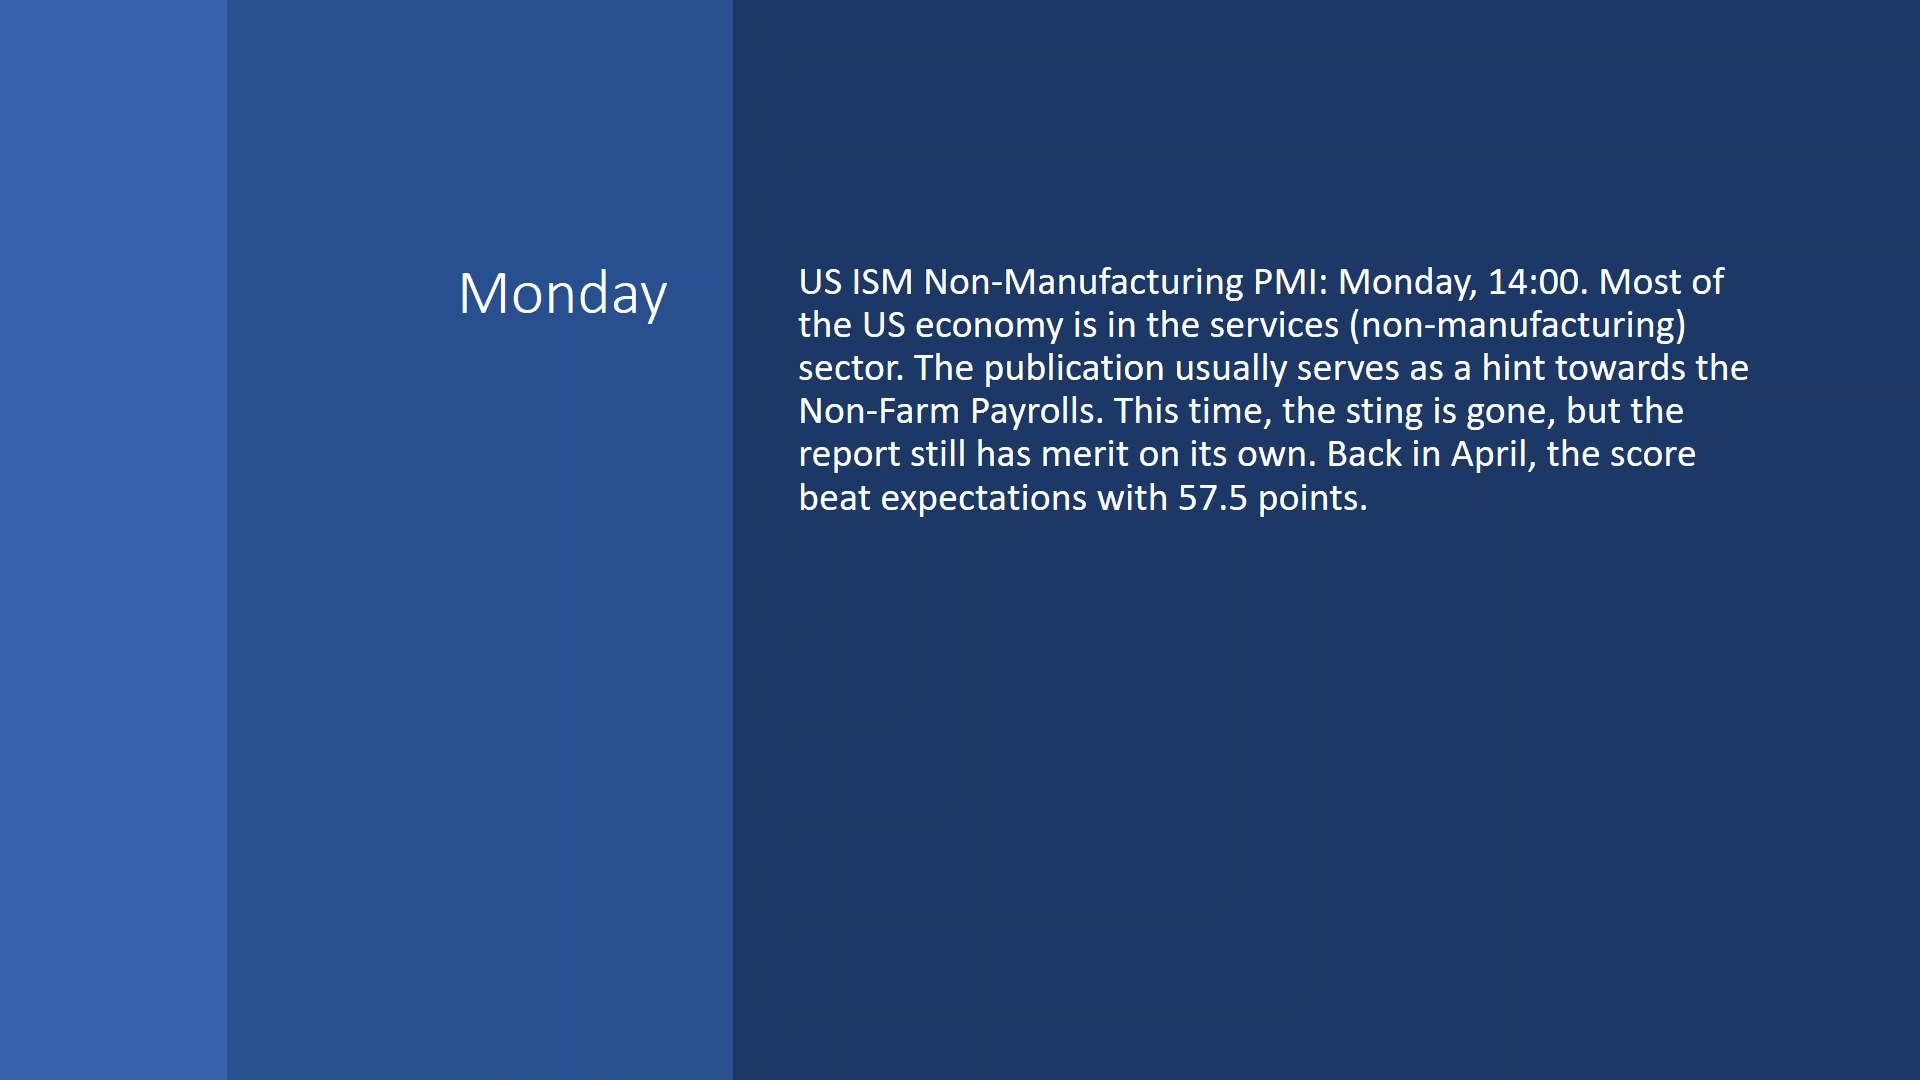 Monday
US ISM Non-Manufacturing PMI: Monday, 14:00. Most of
the US economy is in the services (non-manufacturing)
sector. The publication usually serves as a hint towards the
Non-Farm Payrolls. This time, the sting is gone, but the
report still has merit on its own. Back in April, the score
beat expectations with 57.5 points.